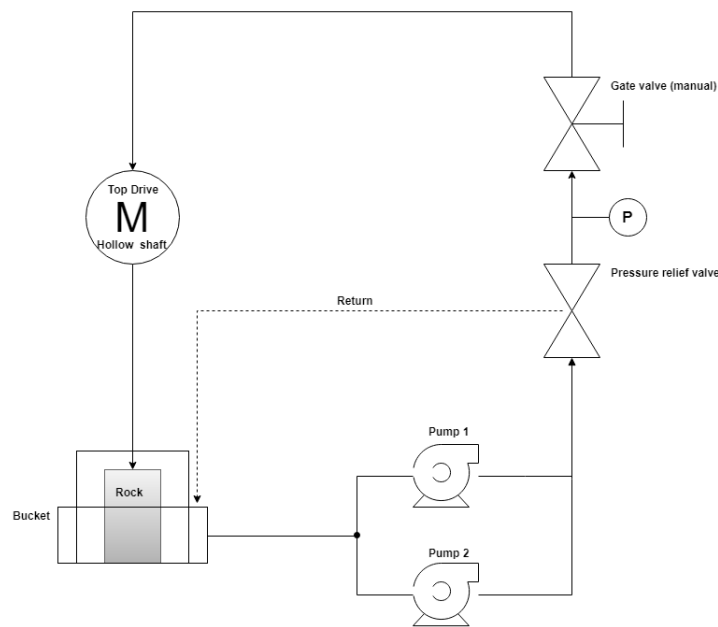 Gate valve (manual)
Top Drive
M
Hollow shaft
P
Pressure relief valve
Return
Pump 1
Rock
Bucket
Pump 2